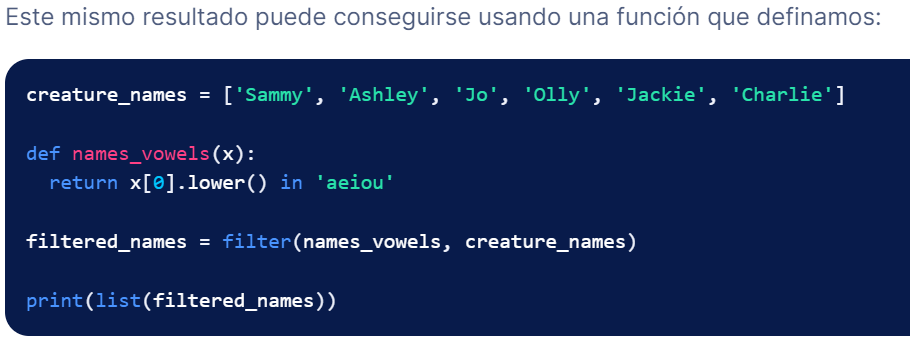 Este mismo resultado puede conseguirse usando una función que definamos:
creature_names = ['Sammy', 'Ashley', 'Jo', 'Olly', 'Jackie', 'Charlie']
def names_vowels(x):
  return x[0].lower() in 'aeiou'
filtered_names = filter(names_vowels, creature_names)
print(list(filtered_names))